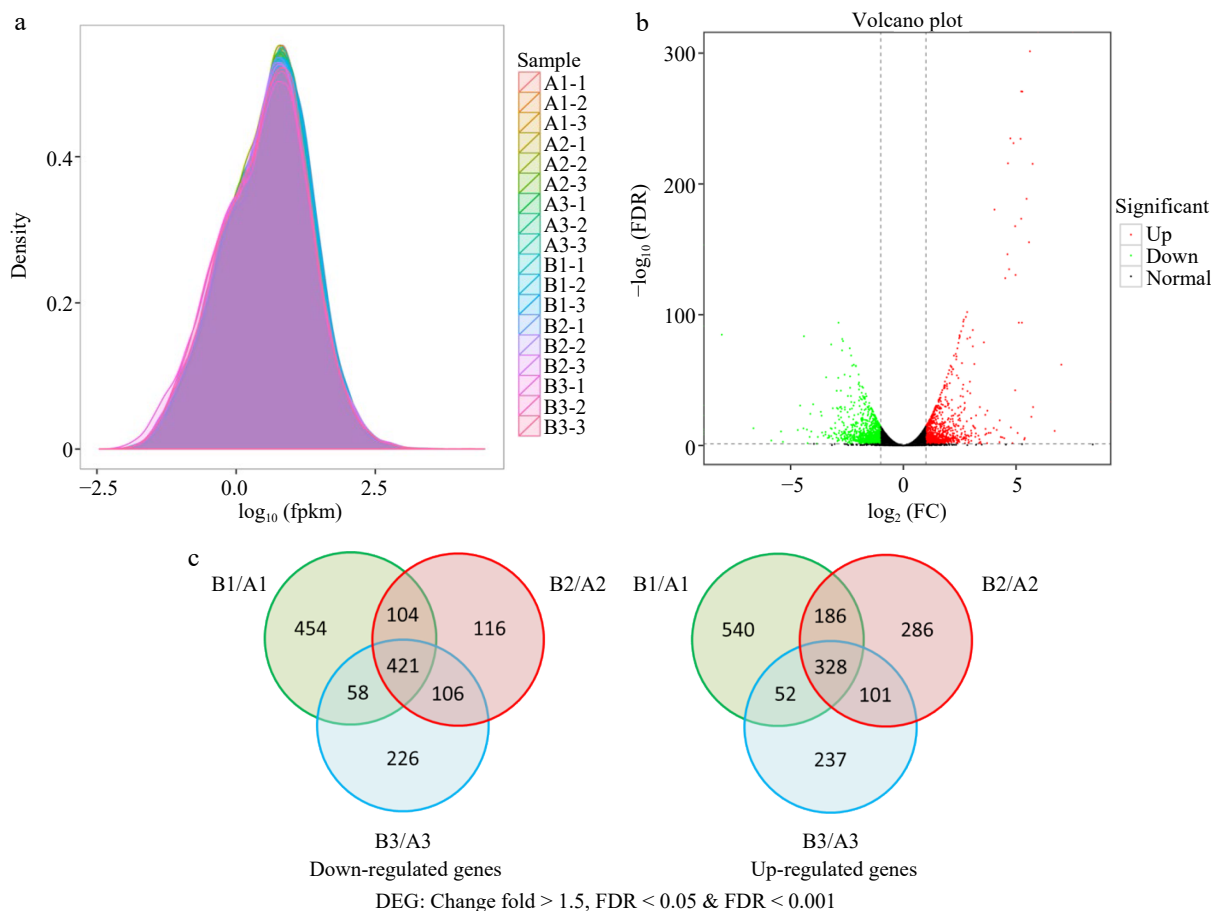 a
Density
0.4
0.2
0
−2.5
0.0
2.5
log₁₀ (fpkm)
Sample
A1-1
A1-2
A1-3
A2-1
A2-2
A2-3
A3-1
A3-2
A3-3
B1-1
B1-2
B1-3
B2-1
B2-2
B2-3
B3-1
B3-2
B3-3
b
Volcano plot
−log₁₀ (FDR)
300
200
100
0
−5
0
5
log₂ (FC)
Significant
Up
Down
Normal
c
B1/A1
B2/A2
454
104
116
421
58
106
226
B3/A3
Down-regulated genes
B1/A1
B2/A2
540
186
286
328
52
101
237
B3/A3
Up-regulated genes
DEG: Change fold > 1.5, FDR < 0.05 & FDR < 0.001